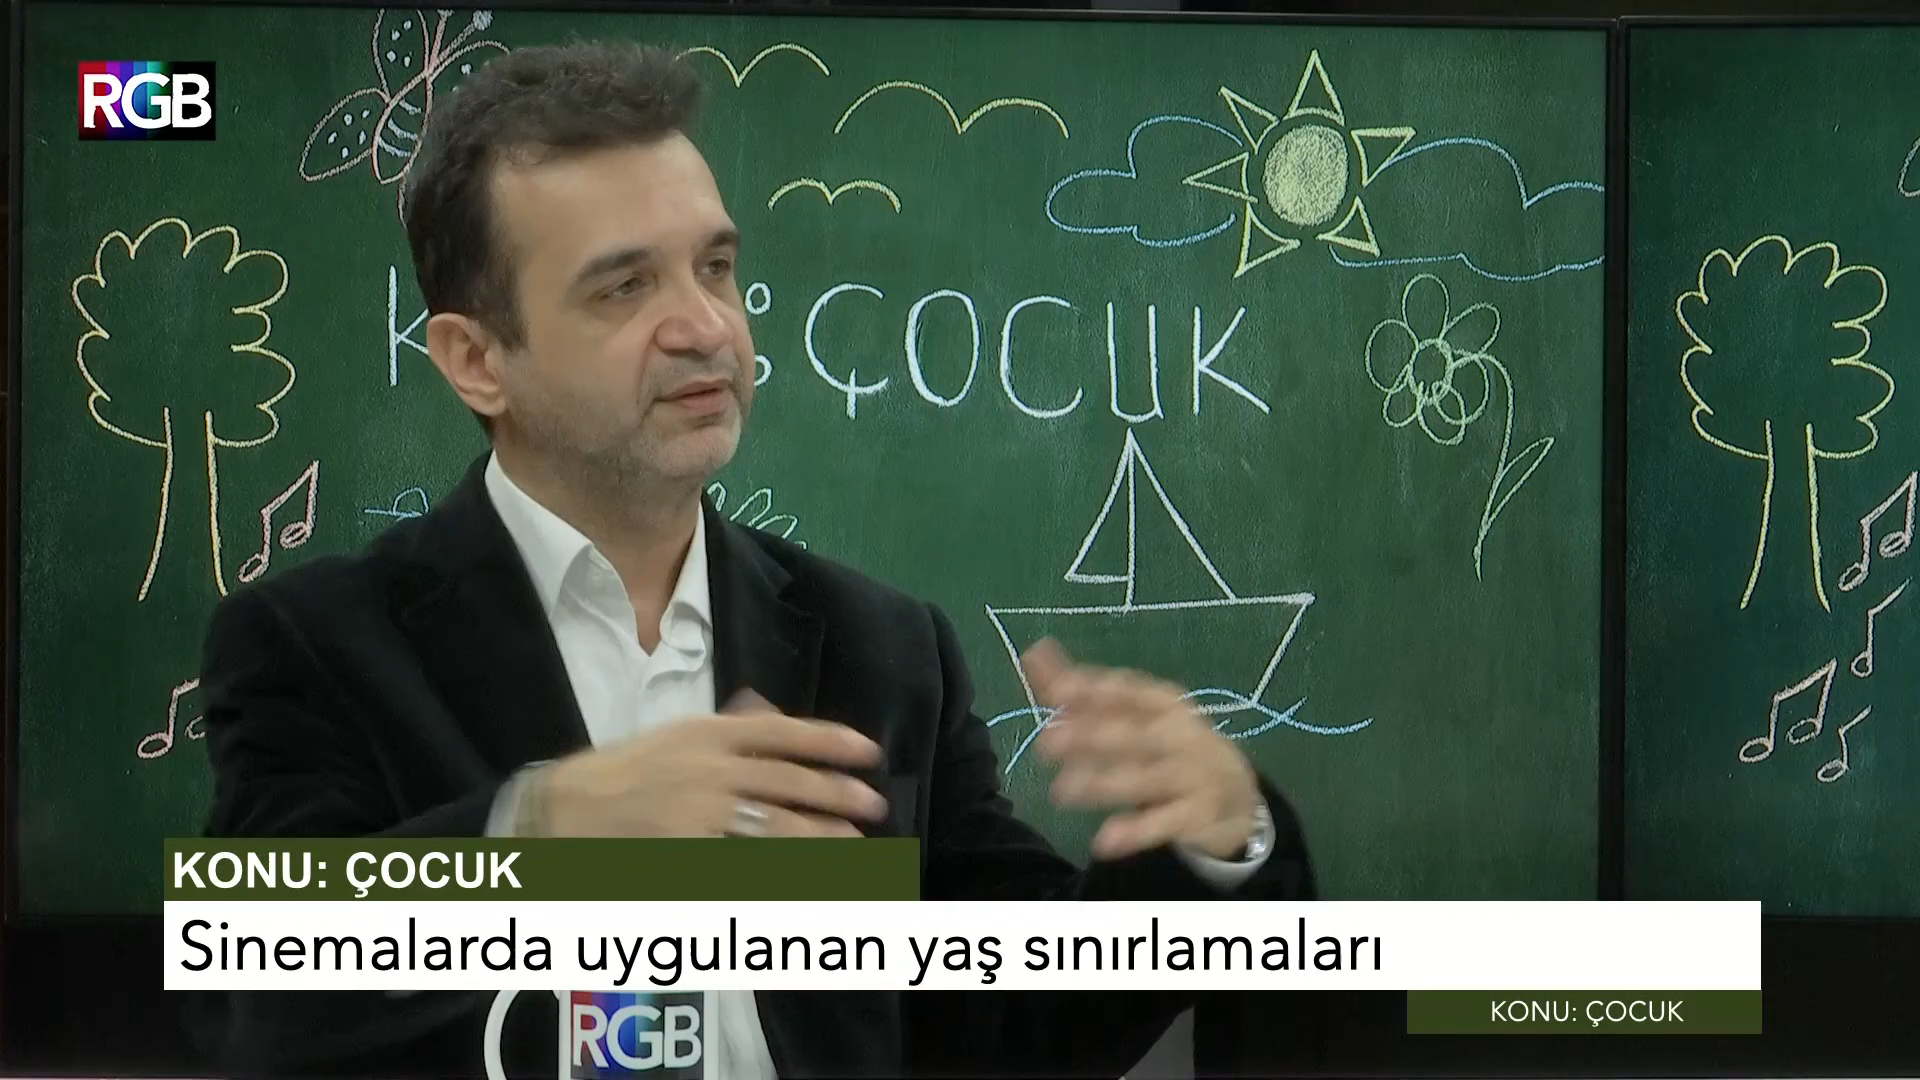 RGB
K : ÇOCUK
KONU: ÇOCUK
Sinemalarda uygulanan yaş sınırlamaları
KONU: ÇOCUK
RGB